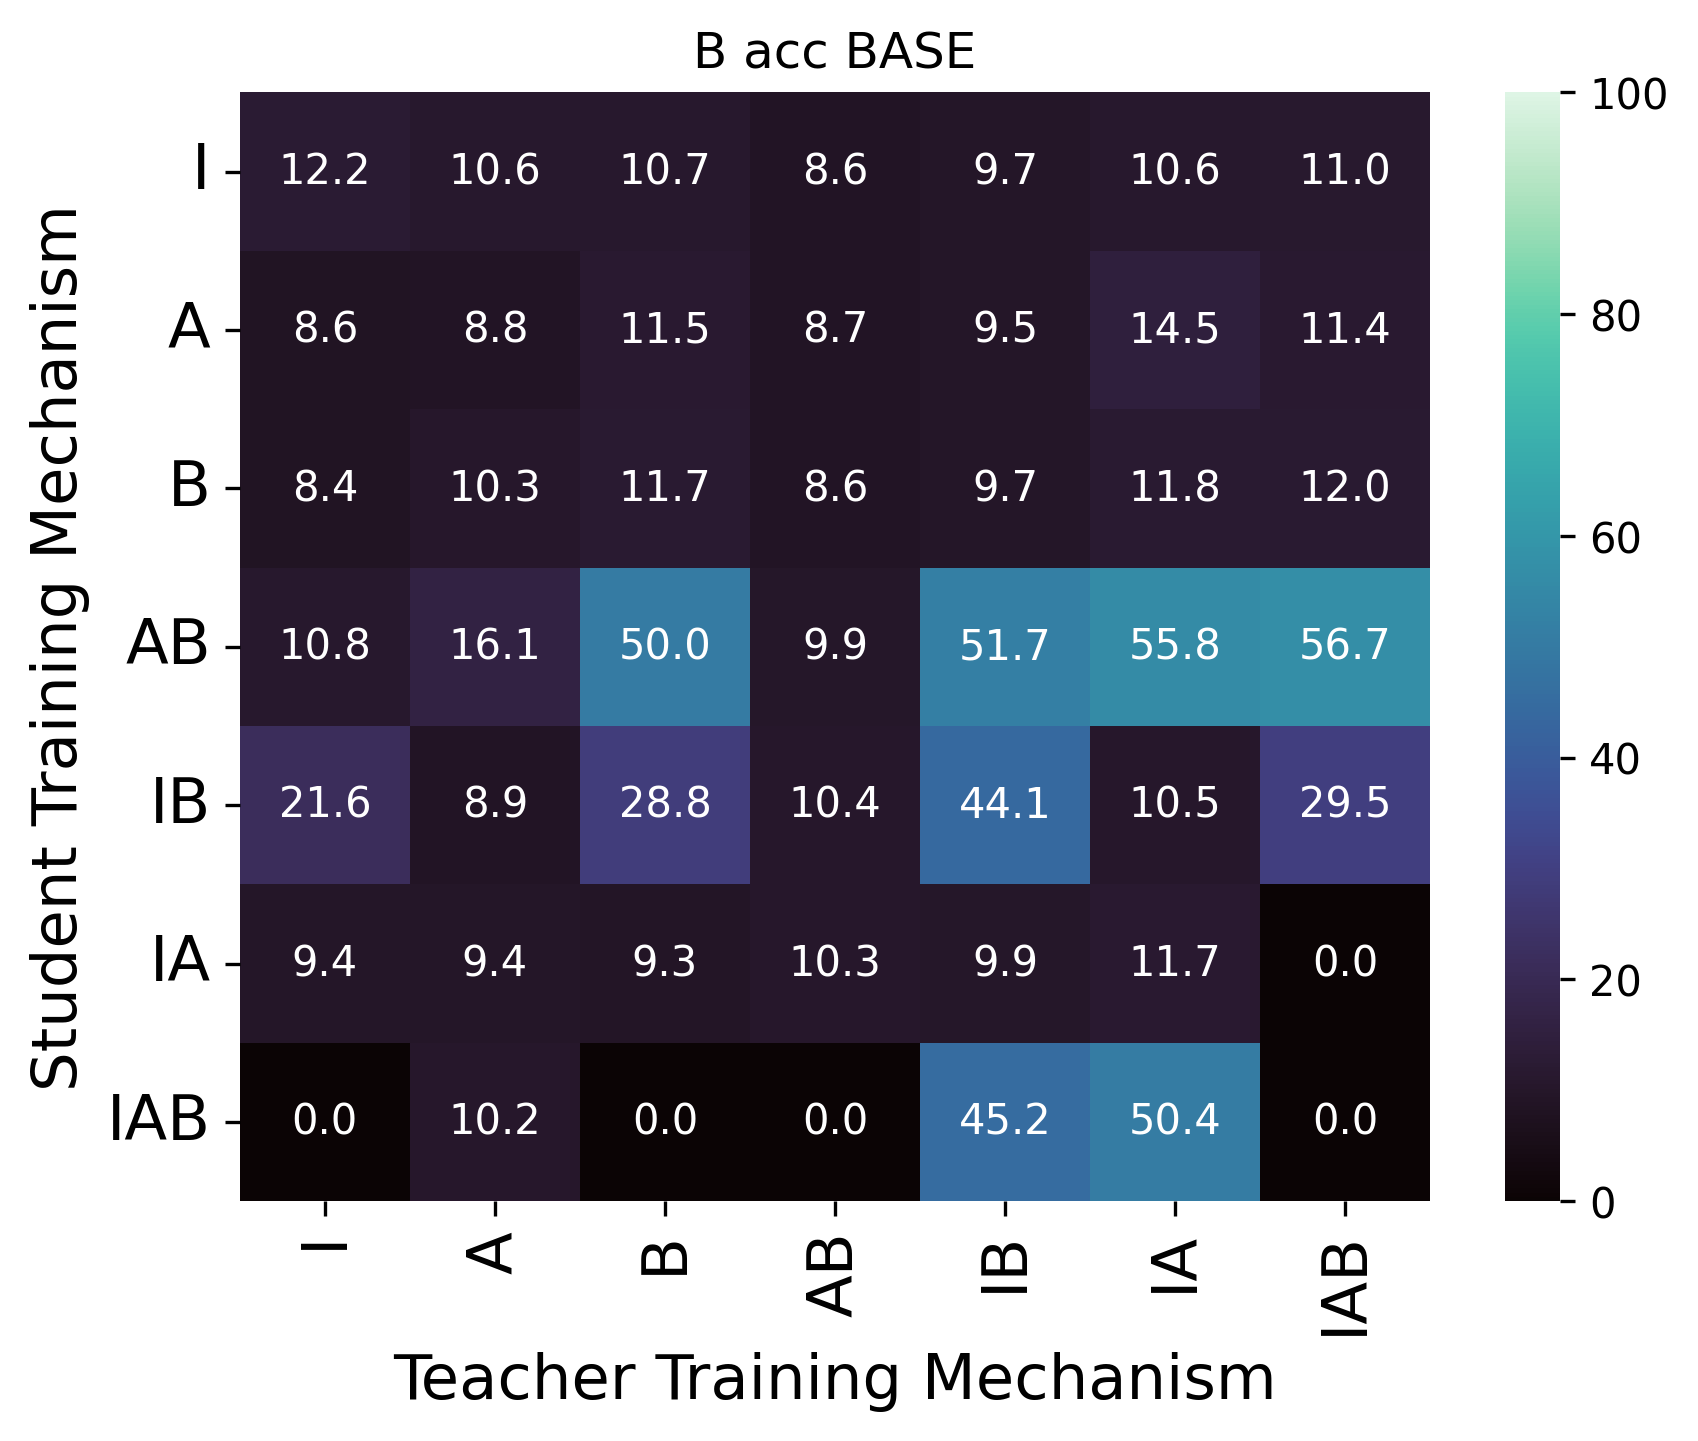 B acc BASE
I 12.2 10.6 10.7 8.6 9.7 10.6 11.0
A 8.6 8.8 11.5 8.7 9.5 14.5 11.4
B 8.4 10.3 11.7 8.6 9.7 11.8 12.0
AB 10.8 16.1 50.0 9.9 51.7 55.8 56.7
IB 21.6 8.9 28.8 10.4 44.1 10.5 29.5
IA 9.4 9.4 9.3 10.3 9.9 11.7 0.0
IAB 0.0 10.2 0.0 0.0 45.2 50.4 0.0
I A B AB IB IA IAB
Teacher Training Mechanism
Student Training Mechanism
100
80
60
40
20
0